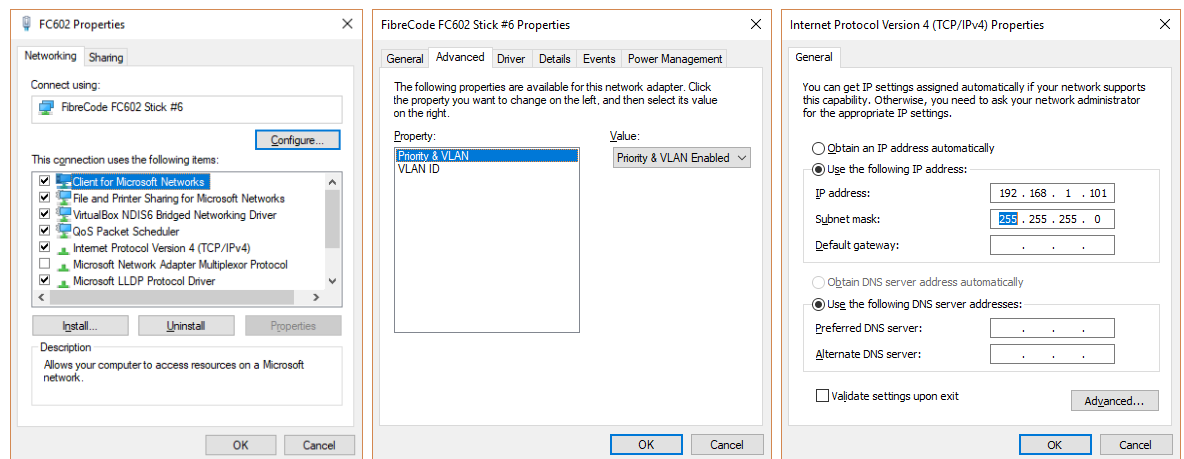 FC602 Properties
Networking
Sharing
Connect using:
FibreCode FC602 Stick #6
Configure...
This connection uses the following items:
Client for Microsoft Networks
File and Printer Sharing for Microsoft Networks
VirtualBox NDIS6 Bridged Networking Driver
QoS Packet Scheduler
Internet Protocol Version 4 (TCP/IPv4)
Microsoft Network Adapter Multiplexor Protocol
Microsoft LLDP Protocol Driver
Install...
Uninstall
Properties
Description
Allows your computer to access resources on a Microsoft
network.
OK
Cancel
FibreCode FC602 Stick #6 Properties
General
Advanced
Driver
Details
Events
Power Management
The following properties are available for this network adapter. Click
the property you want to change on the left, and then select its value
on the right.
Property:
Value:
Priority & VLAN
Priority & VLAN Enabled
VLAN ID
OK
Cancel
Internet Protocol Version 4 (TCP/IPv4) Properties
General
You can get IP settings assigned automatically if your network supports
this capability. Otherwise, you need to ask your network administrator
for the appropriate IP settings.
Obtain an IP address automatically
Use the following IP address:
IP address:
192 . 168 . 1 . 101
Subnet mask:
255 . 255 . 255 . 0
Default gateway:
. . .
Obtain DNS server address automatically
Use the following DNS server addresses:
Preferred DNS server:
. . .
Alternate DNS server:
. . .
Validate settings upon exit
Advanced...
OK
Cancel